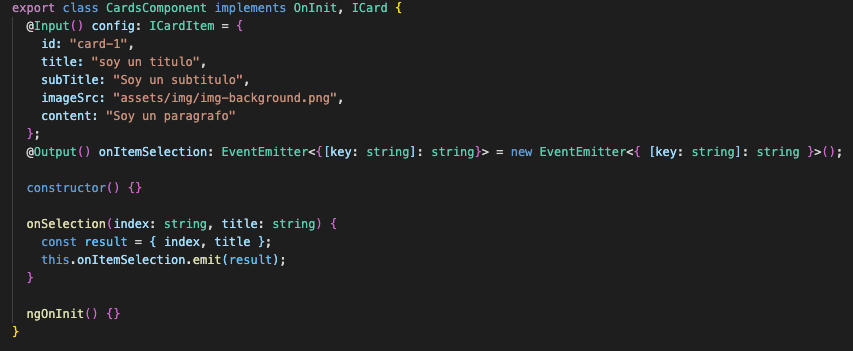 export class CardsComponent implements OnInit, ICard {
  @Input() config: ICardItem = {
    id: "card-1",
    title: "soy un titulo",
    subTitle: "Soy un subtitulo",
    imageSrc: "assets/img/img-background.png",
    content: "Soy un paragrafo"
  };
  @Output() onItemSelection: EventEmitter<{[key: string]: string}> = new EventEmitter<{ [key: string]: string }>();

  constructor() {}

  onSelection(index: string, title: string) {
    const result = { index, title };
    this.onItemSelection.emit(result);
  }

  ngOnInit() {}
}